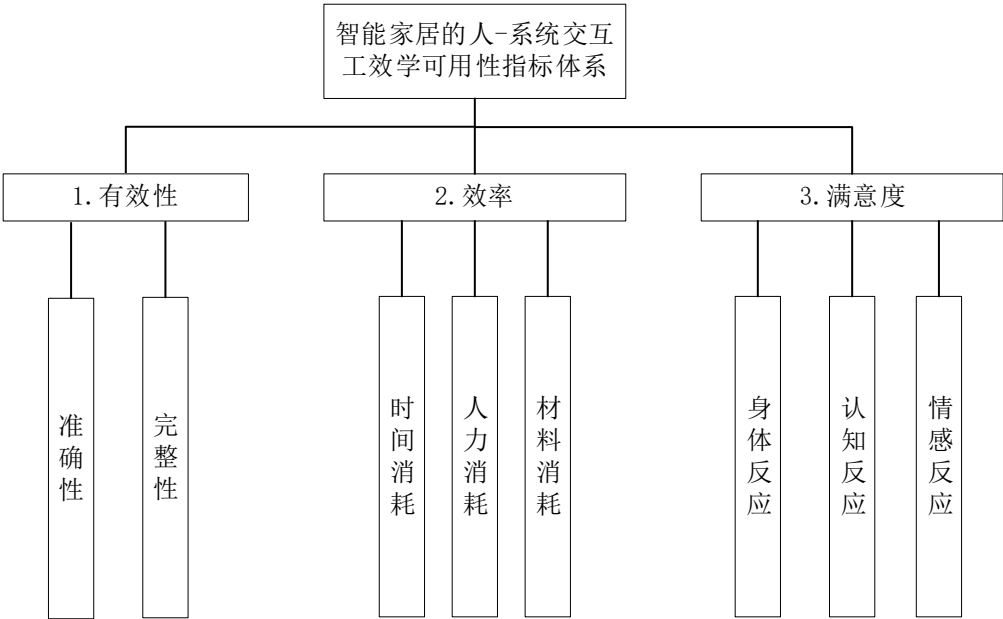 智能家居的人-系统交互
工效学可用性指标体系
1.有效性
2.效率
3.满意度
准确性
完整性
时间消耗
人力消耗
材料消耗
身体反应
认知反应
情感反应